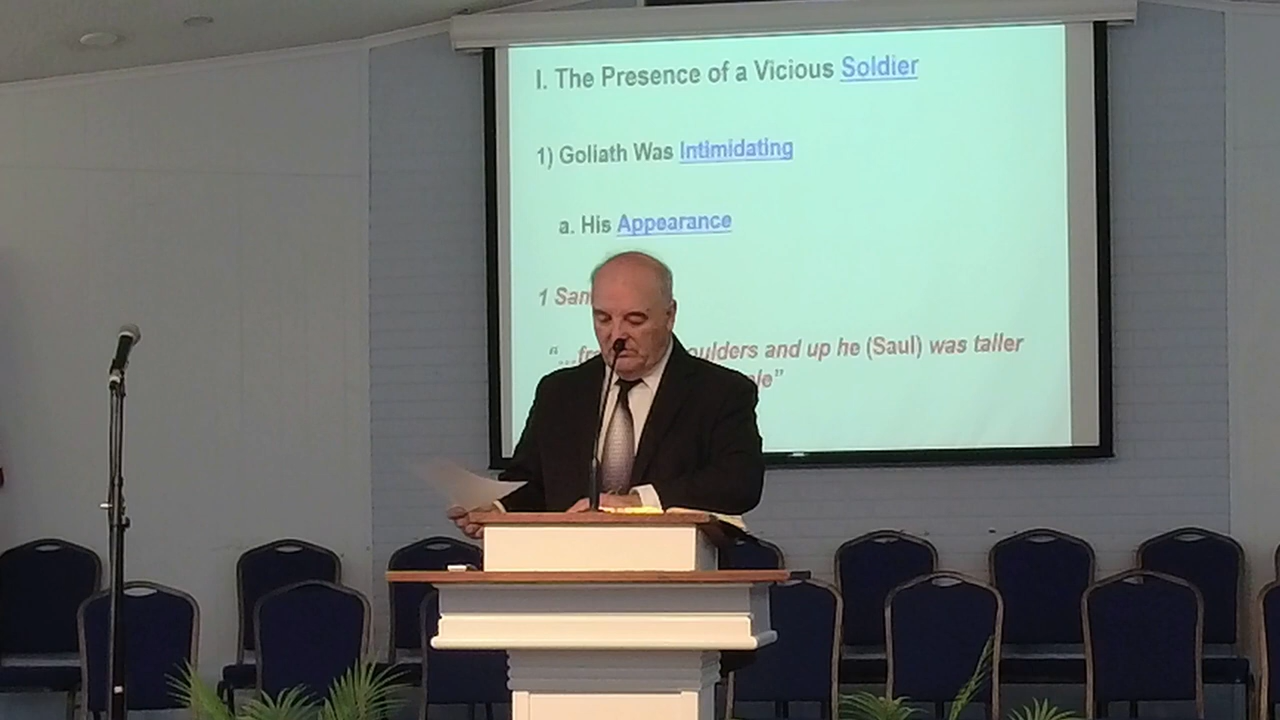 I. The Presence of a Vicious Soldier
1) Goliath Was Intimidating
a. His Appearance
1 Sam
“...fr oulders and up he (Saul) was taller
ple”